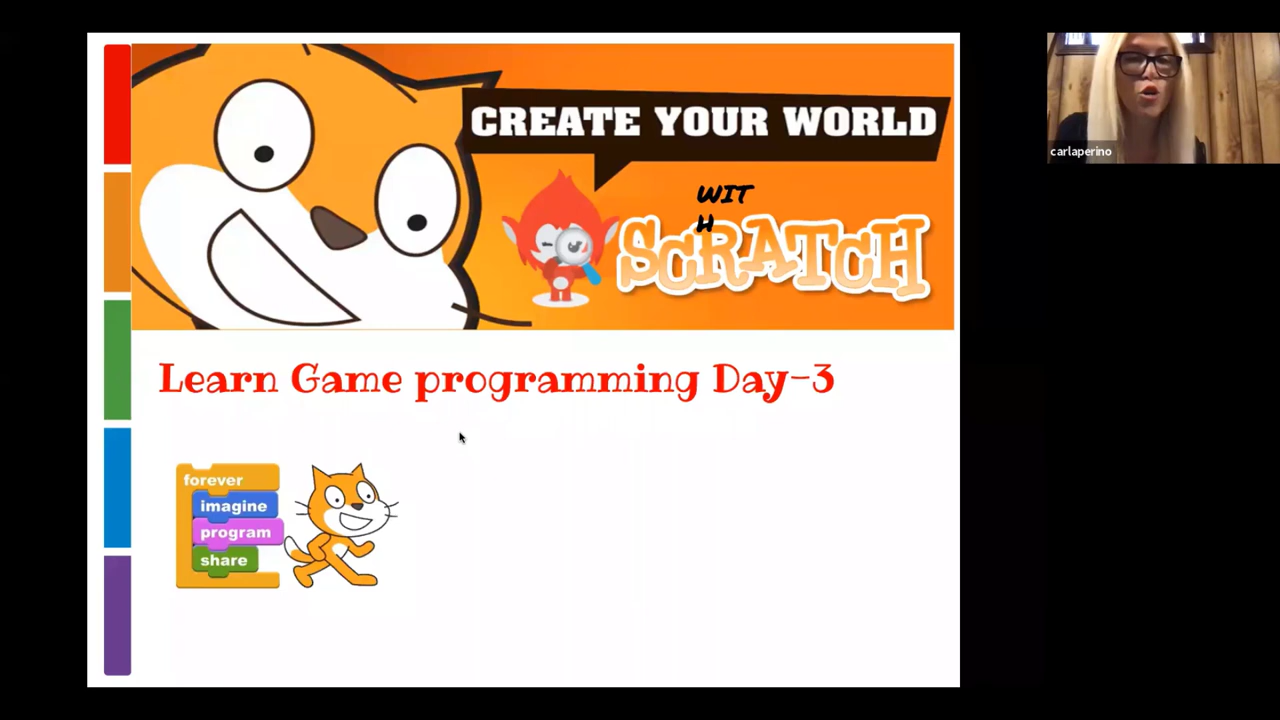 CREATE YOUR WORLD
WIT
H
SCRATCH
Learn Game programming Day-3
forever
imagine
program
share
carlaperino